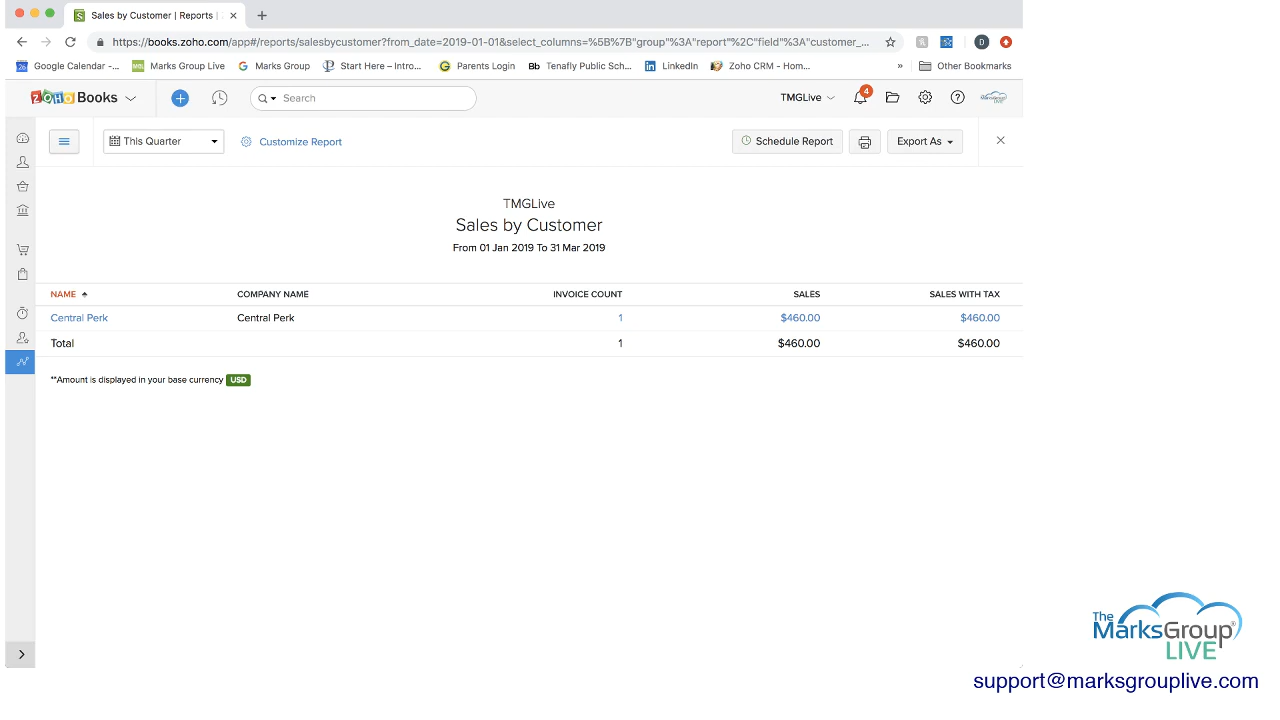 Sales by Customer | Reports |
https://books.zoho.com/app#/reports/salesbycustomer?from_date=2019-01-01&select_columns=%5B%7B"group"%3A"report"%2C"field"%3A"customer_...
Google Calendar -... Marks Group Live Marks Group Start Here – Intro... Parents Login Bb Tenafly Public Sch... LinkedIn Zoho CRM - Hom... » Other Bookmarks
ZOHO Books Search TMGLive 4
This Quarter Customize Report Schedule Report Export As
TMGLive
Sales by Customer
From 01 Jan 2019 To 31 Mar 2019
NAME COMPANY NAME INVOICE COUNT SALES SALES WITH TAX
Central Perk Central Perk 1 $460.00 $460.00
Total 1 $460.00 $460.00
**Amount is displayed in your base currency USD
The
MarksGroup®
LIVE
support@marksgrouplive.com